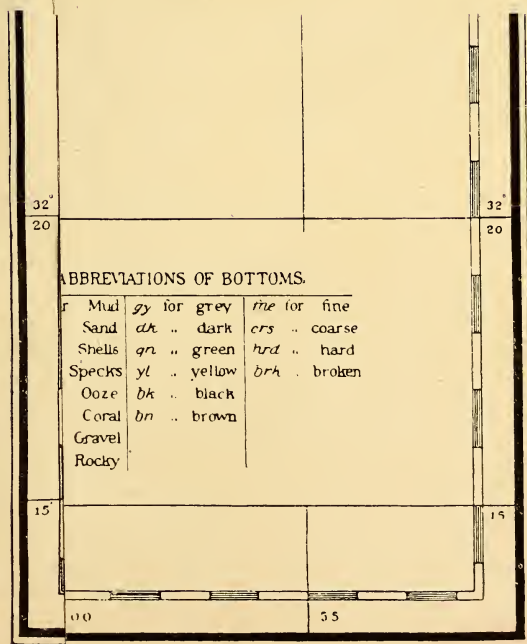 32°
32°
20
20
ABBREVIATIONS OF BOTTOMS.
r Mud gy for grey fne for fine
Sand dk „ dark crs „ coarse
Shells gn „ green hrd „ hard
Specks yl „ yellow brk „ broken
Ooze bk „ black
Coral bn „ brown
Gravel
Rocky
15'
15
00
55